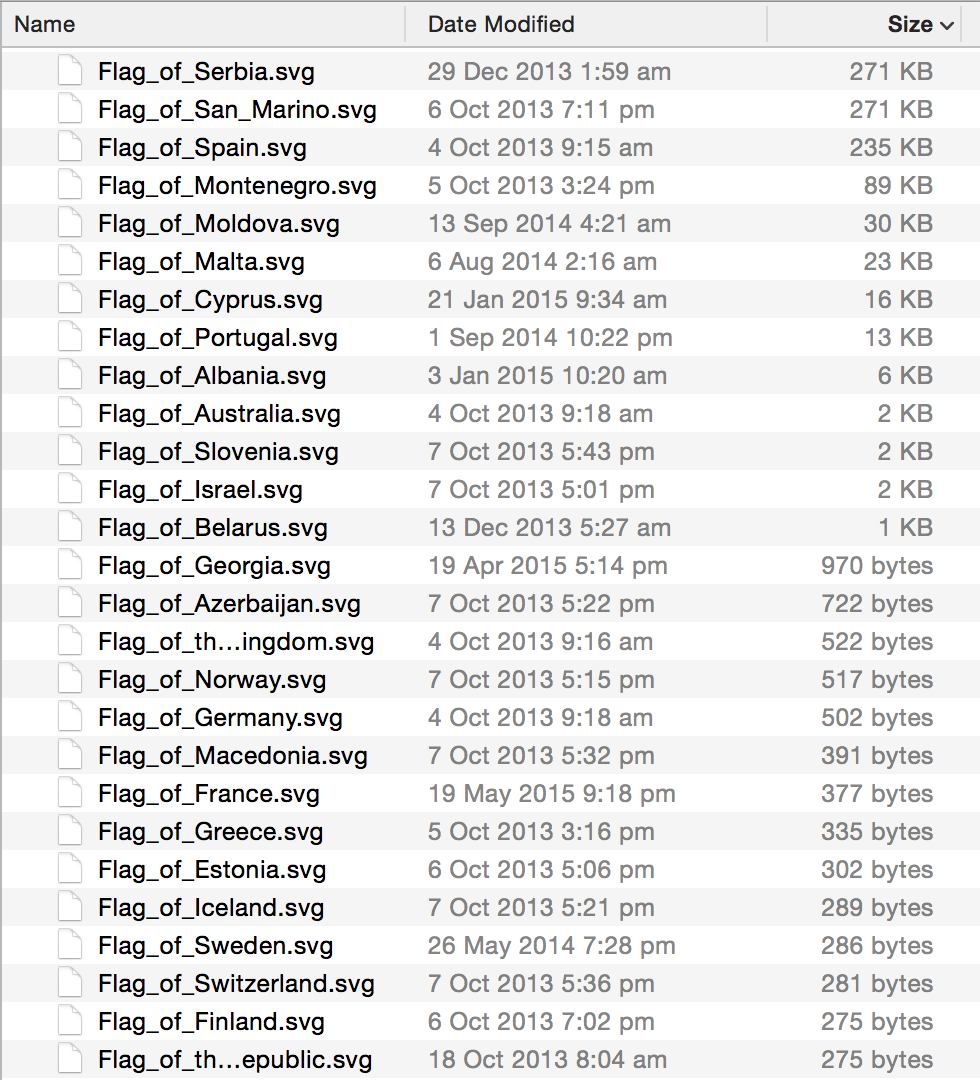 Name Date Modified Size
Flag_of_Serbia.svg 29 Dec 2013 1:59 am 271 KB
Flag_of_San_Marino.svg 6 Oct 2013 7:11 pm 271 KB
Flag_of_Spain.svg 4 Oct 2013 9:15 am 235 KB
Flag_of_Montenegro.svg 5 Oct 2013 3:24 pm 89 KB
Flag_of_Moldova.svg 13 Sep 2014 4:21 am 30 KB
Flag_of_Malta.svg 6 Aug 2014 2:16 am 23 KB
Flag_of_Cyprus.svg 21 Jan 2015 9:34 am 16 KB
Flag_of_Portugal.svg 1 Sep 2014 10:22 pm 13 KB
Flag_of_Albania.svg 3 Jan 2015 10:20 am 6 KB
Flag_of_Australia.svg 4 Oct 2013 9:18 am 2 KB
Flag_of_Slovenia.svg 7 Oct 2013 5:43 pm 2 KB
Flag_of_Israel.svg 7 Oct 2013 5:01 pm 2 KB
Flag_of_Belarus.svg 13 Dec 2013 5:27 am 1 KB
Flag_of_Georgia.svg 19 Apr 2015 5:14 pm 970 bytes
Flag_of_Azerbaijan.svg 7 Oct 2013 5:22 pm 722 bytes
Flag_of_th...ingdom.svg 4 Oct 2013 9:16 am 522 bytes
Flag_of_Norway.svg 7 Oct 2013 5:15 pm 517 bytes
Flag_of_Germany.svg 4 Oct 2013 9:18 am 502 bytes
Flag_of_Macedonia.svg 7 Oct 2013 5:32 pm 391 bytes
Flag_of_France.svg 19 May 2015 9:18 pm 377 bytes
Flag_of_Greece.svg 5 Oct 2013 3:16 pm 335 bytes
Flag_of_Estonia.svg 6 Oct 2013 5:06 pm 302 bytes
Flag_of_Iceland.svg 7 Oct 2013 5:21 pm 289 bytes
Flag_of_Sweden.svg 26 May 2014 7:28 pm 286 bytes
Flag_of_Switzerland.svg 7 Oct 2013 5:36 pm 281 bytes
Flag_of_Finland.svg 6 Oct 2013 7:02 pm 275 bytes
Flag_of_th...epublic.svg 18 Oct 2013 8:04 am 275 bytes